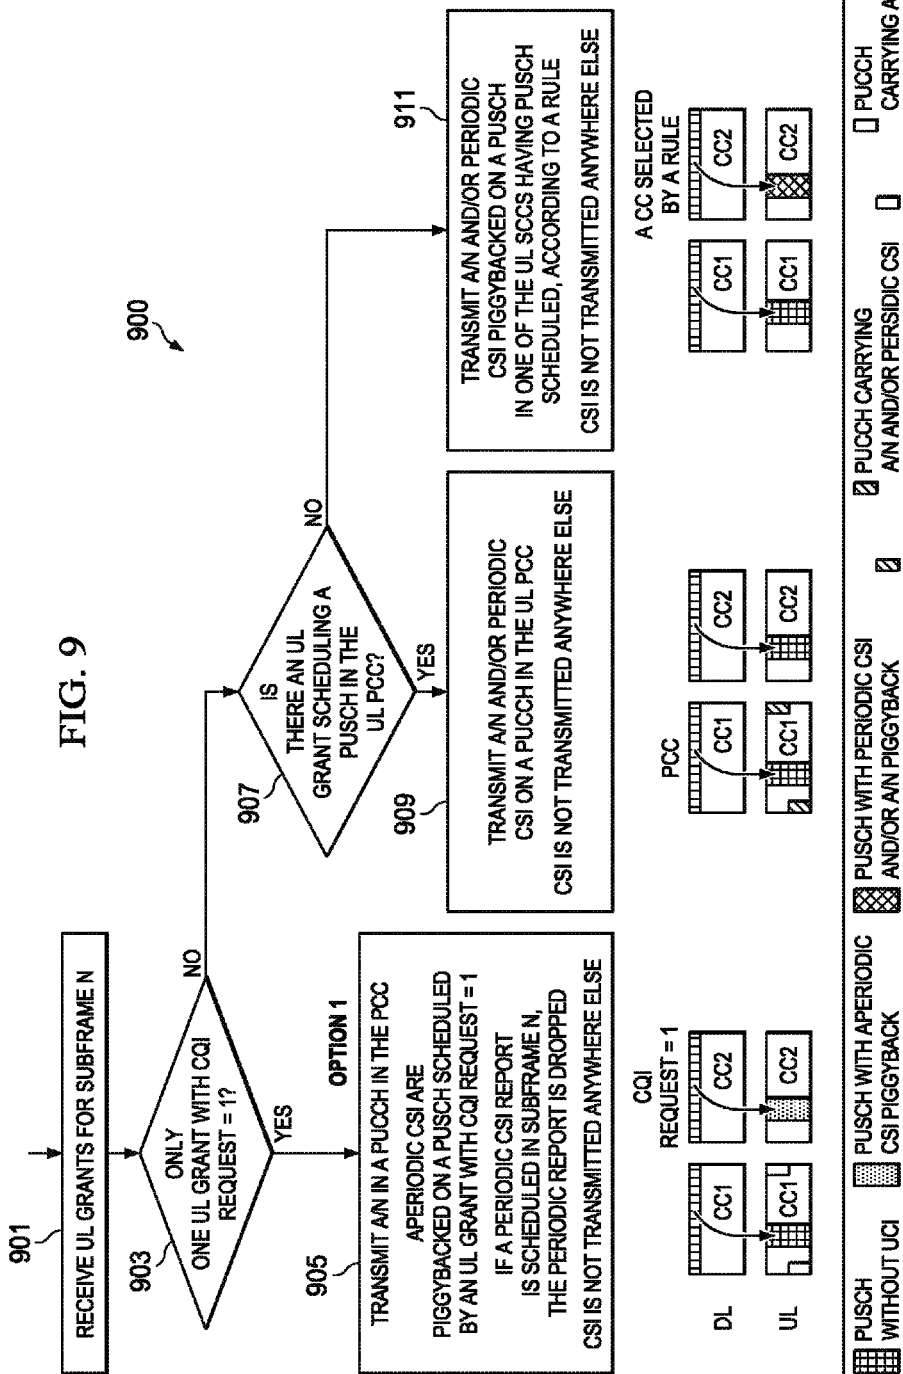 FIG. 9
900
901
RECEIVE UL GRANTS FOR SUBFRAME N
903
ONLY
ONE UL GRANT WITH CQI
REQUEST = 1?
NO
YES
905
OPTION 1
TRANSMIT A/N IN A PUCCH IN THE PCC
APERIODIC CSI ARE
PIGGYBACKED ON A PUSCH SCHEDULED
BY AN UL GRANT WITH CQI REQUEST = 1
IF A PERIODIC CSI REPORT
IS SCHEDULED IN SUBFRAME N,
THE PERIODIC REPORT IS DROPPED
CSI IS NOT TRANSMITTED ANYWHERE ELSE
907
IS
THERE AN UL
GRANT SCHEDULING A
PUSCH IN THE
UL PCC?
NO
YES
909
TRANSMIT A/N AND/OR PERIODIC
CSI ON A PUCCH IN THE UL PCC
CSI IS NOT TRANSMITTED ANYWHERE ELSE
911
TRANSMIT A/N AND/OR PERIODIC
CSI PIGGYBACKED ON A PUSCH
IN ONE OF THE UL SCCS HAVING PUSCH
SCHEDULED, ACCORDING TO A RULE
CSI IS NOT TRANSMITTED ANYWHERE ELSE
CQI
REQUEST = 1
PCC
A CC SELECTED
BY A RULE
DL
CC1
CC2
CC1
CC2
CC1
CC2
UL
CC1
CC2
CC1
CC2
CC1
CC2
PUSCH
WITHOUT UCI
PUSCH WITH APERIODIC
CSI PIGGYBACK
PUSCH WITH PERIODIC CSI
AND/OR A/N PIGGYBACK
PUCCH CARRYING
A/N AND/OR PERSIDIC CSI
PUCCH
CARRYING A